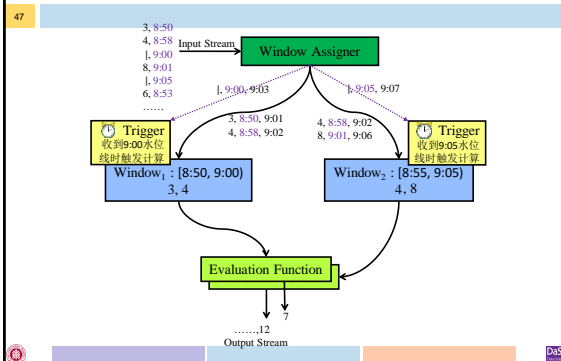 47
3, 8:50
4, 8:58
|, 9:00
8, 9:01
|, 9:05
6, 8:53
……
Input Stream
Window Assigner
|, 9:00, 9:03
|, 9:05, 9:07
3, 8:50, 9:01
4, 8:58, 9:02
4, 8:58, 9:02
8, 9:01, 9:06
Trigger
收到9:00水位
线时触发计算
Trigger
收到9:05水位
线时触发计算
Window1 : [8:50, 9:00)
3, 4
Window2 : [8:55, 9:05)
4, 8
Evaluation Function
7
……,12
Output Stream
DaS